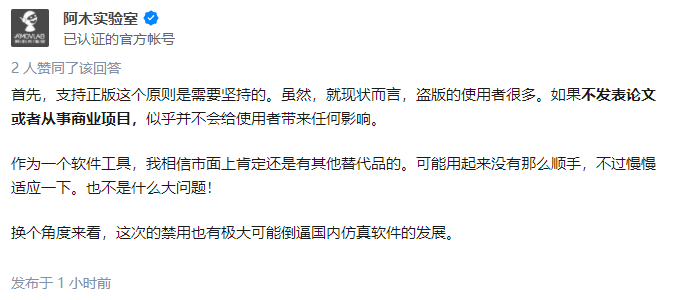 阿木实验室
已认证的官方帐号
2 人赞同了该回答
首先，支持正版这个原则是需要坚持的。虽然，就现状而言，盗版的使用者很多。如果不发表论文
或者从事商业项目，似乎并不会给使用者带来任何影响。
作为一个软件工具，我相信市面上肯定还是有其他替代品的。可能用起来没有那么顺手，不过慢慢
适应一下。也不是什么大问题！
换个角度来看，这次的禁用也有极大可能倒逼国内仿真软件的发展。
发布于 1 小时前